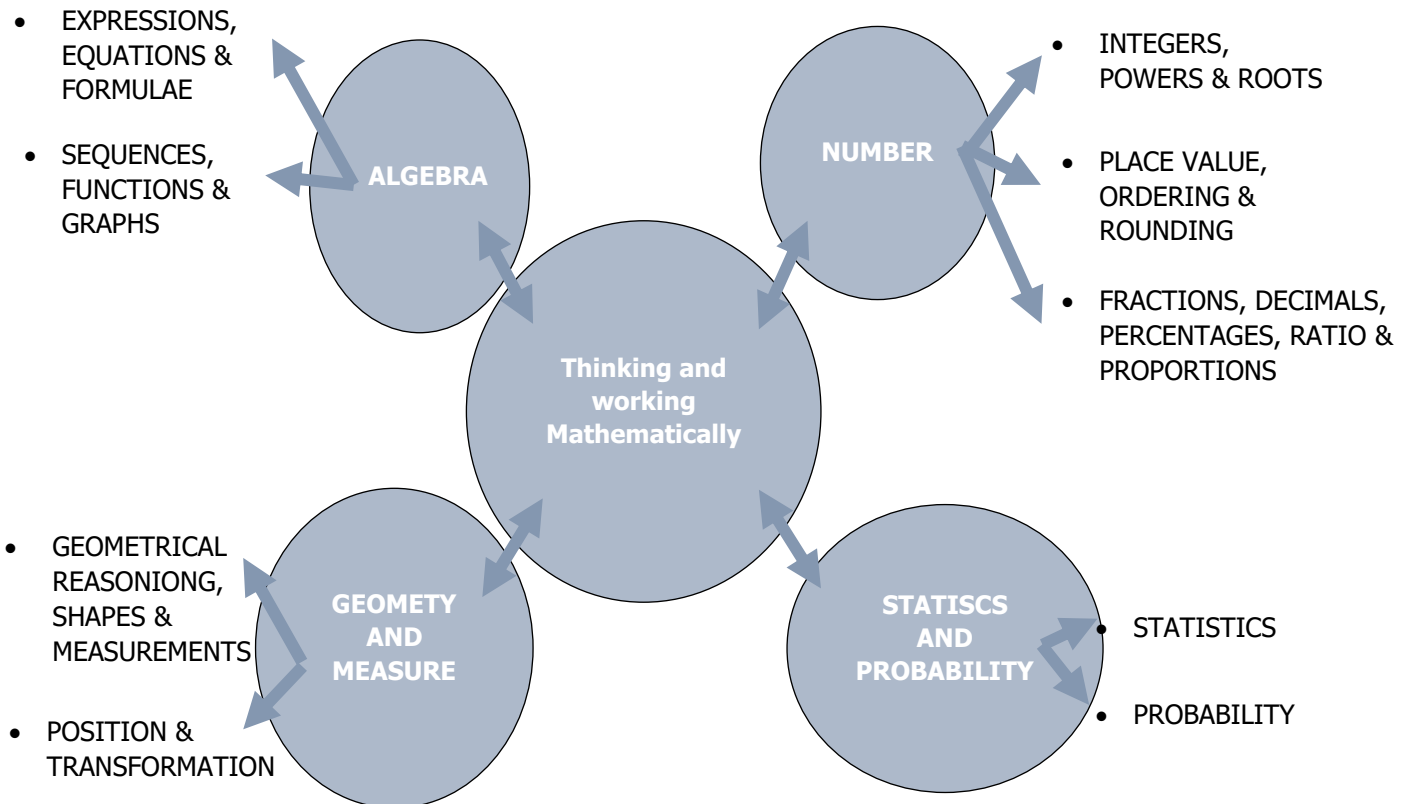 • EXPRESSIONS,
EQUATIONS &
FORMULAE
• SEQUENCES,
FUNCTIONS &
GRAPHS
ALGEBRA
NUMBER
• INTEGERS,
POWERS & ROOTS
• PLACE VALUE,
ORDERING &
ROUNDING
• FRACTIONS, DECIMALS,
PERCENTAGES, RATIO &
PROPORTIONS
Thinking and
working
Mathematically
• GEOMETRICAL
REASONIONG,
SHAPES &
MEASUREMENTS
• POSITION &
TRANSFORMATION
GEOMETY
AND
MEASURE
STATISCS
AND
PROBABILITY
• STATISTICS
• PROBABILITY